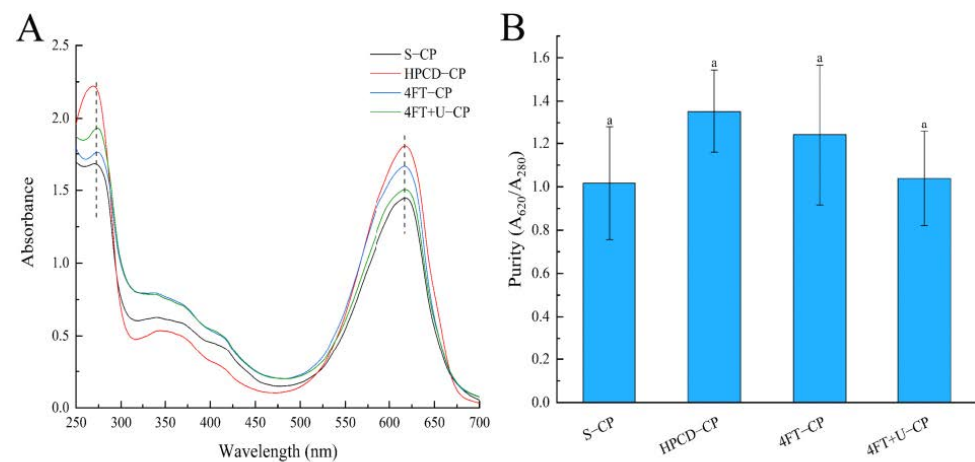 A
S−CP
HPCD−CP
4FT−CP
4FT+U−CP
2.5
2.0
1.5
1.0
0.5
0.0
Absorbance
250 300 350 400 450 500 550 600 650 700
Wavelength (nm)
B
1.6
1.4
1.2
1.0
0.8
0.6
0.4
0.2
0.0
Purity (A620/A280)
a a a a
S−CP HPCD−CP 4FT−CP 4FT+U−CP